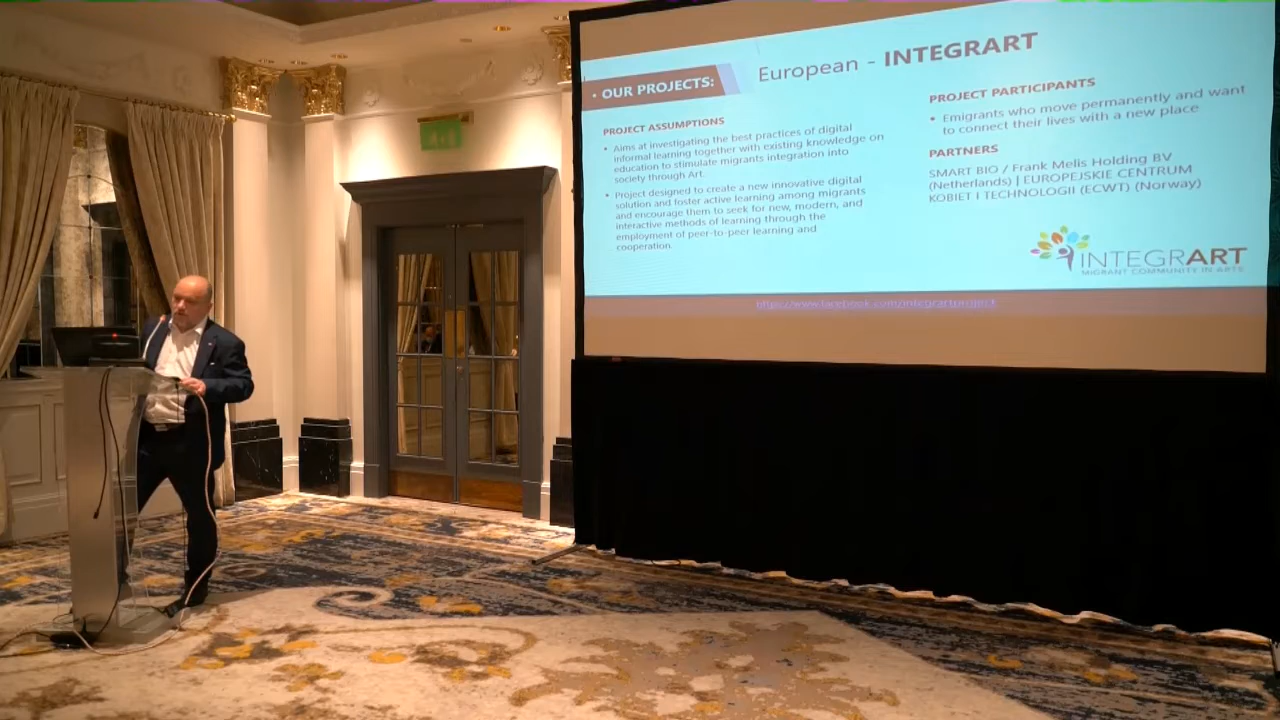 • OUR PROJECTS:
European - INTEGRART
PROJECT ASSUMPTIONS
• Aims at investigating the best practices of digital
informal learning together with existing knowledge on
education to stimulate migrants integration into
society through Art.
• Project designed to create a new innovative digital
solution and foster active learning among migrants
and encourage them to seek for new, modern, and
interactive methods of learning through the
employment of peer-to-peer learning and
cooperation.
PROJECT PARTICIPANTS
• Emigrants who move permanently and want
to connect their lives with a new place
PARTNERS
SMART BIO / Frank Melis Holding BV
(Netherlands) | EUROPEJSKIE CENTRUM
KOBIET I TECHNOLOGII (ECWT) (Norway)
INTEGRART
MIGRANT COMMUNITY IN ARTS
https://www.facebook.com/integrartproject